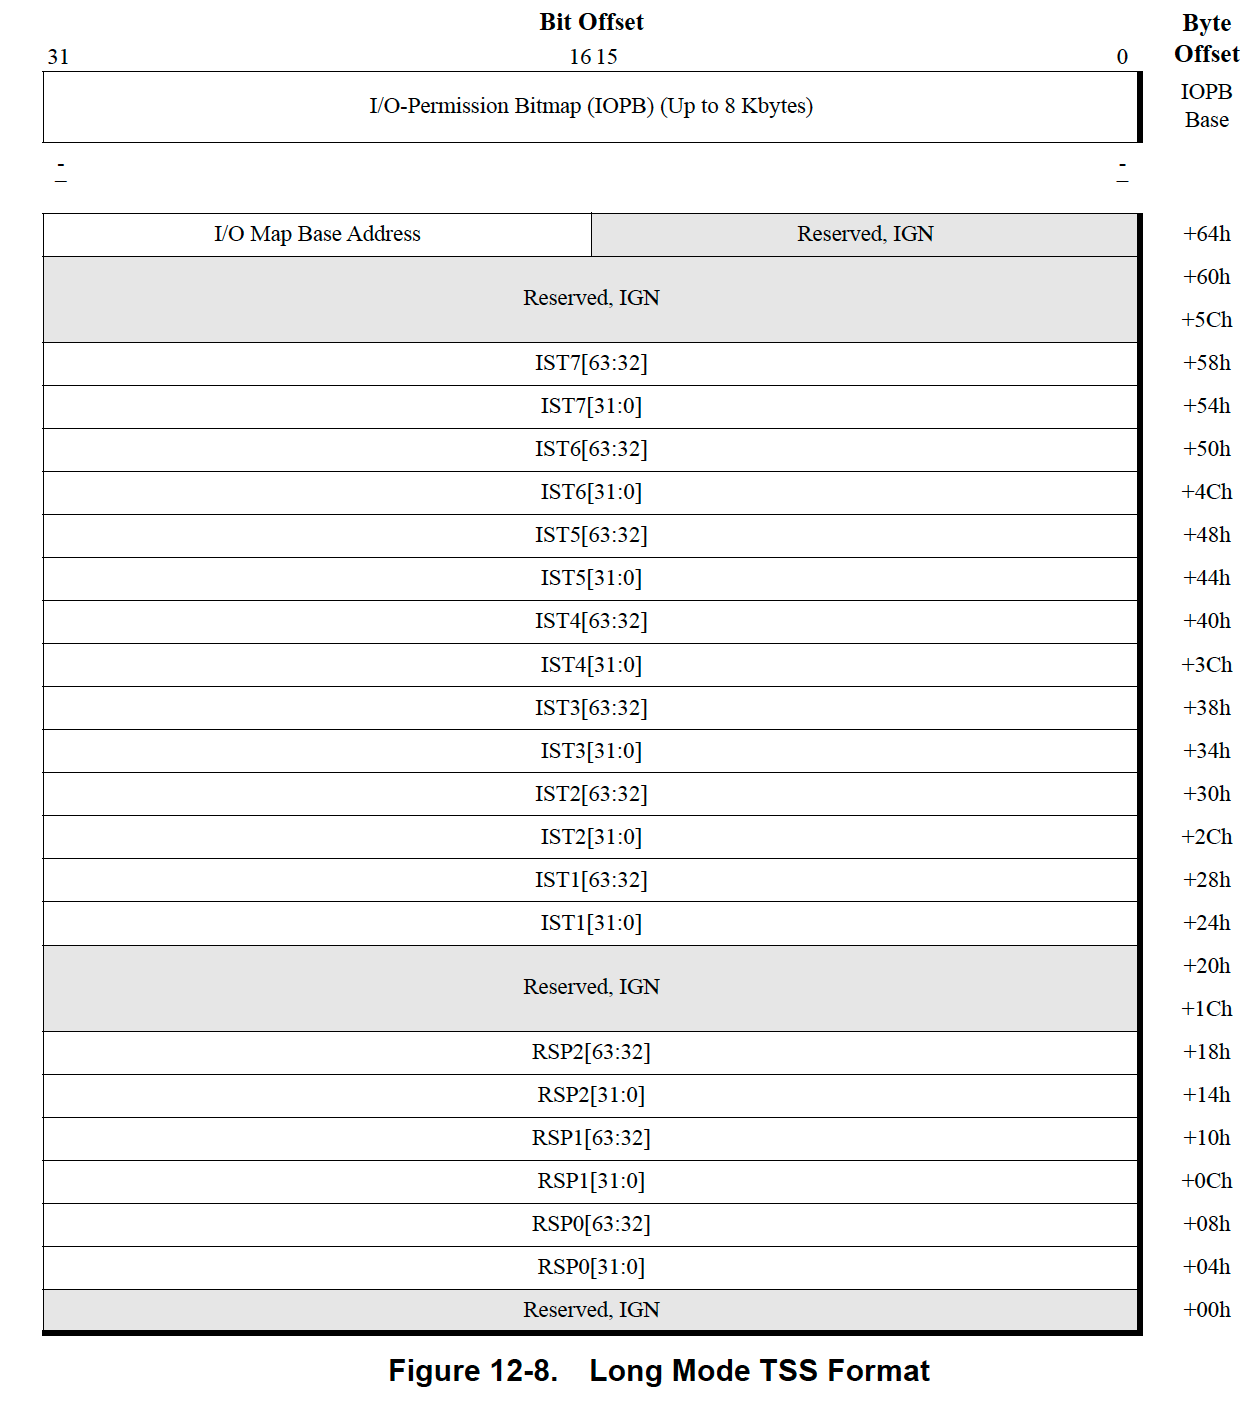 Bit Offset Byte
31 16 15 0 Offset
I/O-Permission Bitmap (IOPB) (Up to 8 Kbytes) IOPB
Base
- -
– –
I/O Map Base Address Reserved, IGN +64h
+60h
Reserved, IGN
+5Ch
IST7[63:32] +58h
IST7[31:0] +54h
IST6[63:32] +50h
IST6[31:0] +4Ch
IST5[63:32] +48h
IST5[31:0] +44h
IST4[63:32] +40h
IST4[31:0] +3Ch
IST3[63:32] +38h
IST3[31:0] +34h
IST2[63:32] +30h
IST2[31:0] +2Ch
IST1[63:32] +28h
IST1[31:0] +24h
+20h
Reserved, IGN
+1Ch
RSP2[63:32] +18h
RSP2[31:0] +14h
RSP1[63:32] +10h
RSP1[31:0] +0Ch
RSP0[63:32] +08h
RSP0[31:0] +04h
Reserved, IGN +00h
Figure 12-8. Long Mode TSS Format